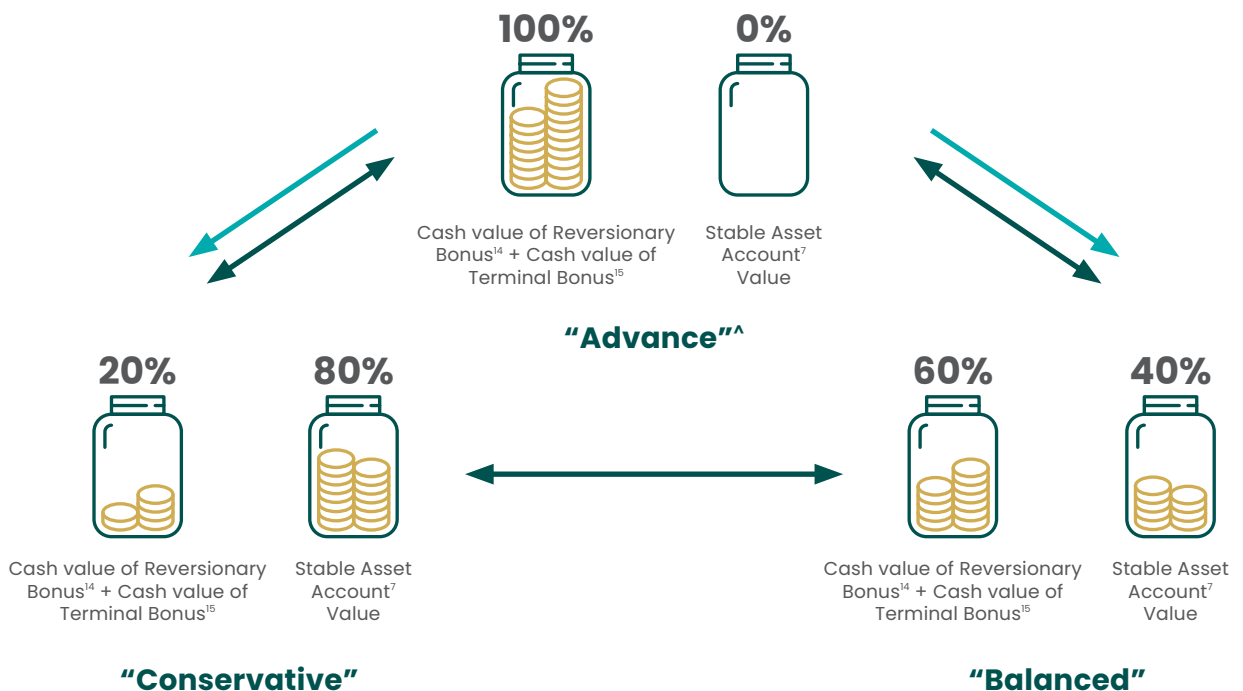 100%
0%
Cash value of Reversionary
Bonus¹⁴ + Cash value of
Terminal Bonus¹⁵
Stable Asset
Account⁷
Value
“Advance”^
20%
80%
Cash value of Reversionary
Bonus¹⁴ + Cash value of
Terminal Bonus¹⁵
Stable Asset
Account⁷
Value
“Conservative”
60%
40%
Cash value of Reversionary
Bonus¹⁴ + Cash value of
Terminal Bonus¹⁵
Stable Asset
Account⁷
Value
“Balanced”